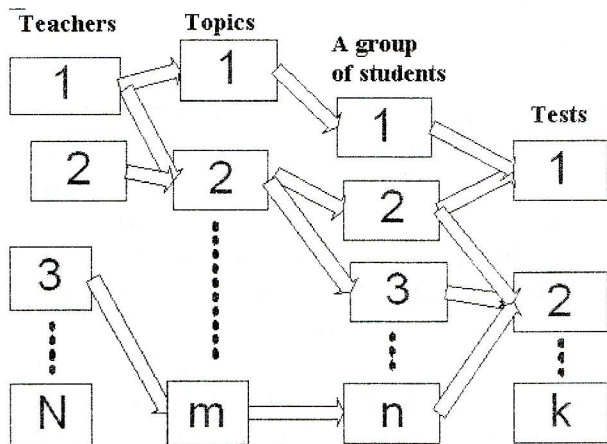 Teachers
Topics
A group
of students
Tests
1
2
3
N
1
2
m
1
2
3
n
1
2
k